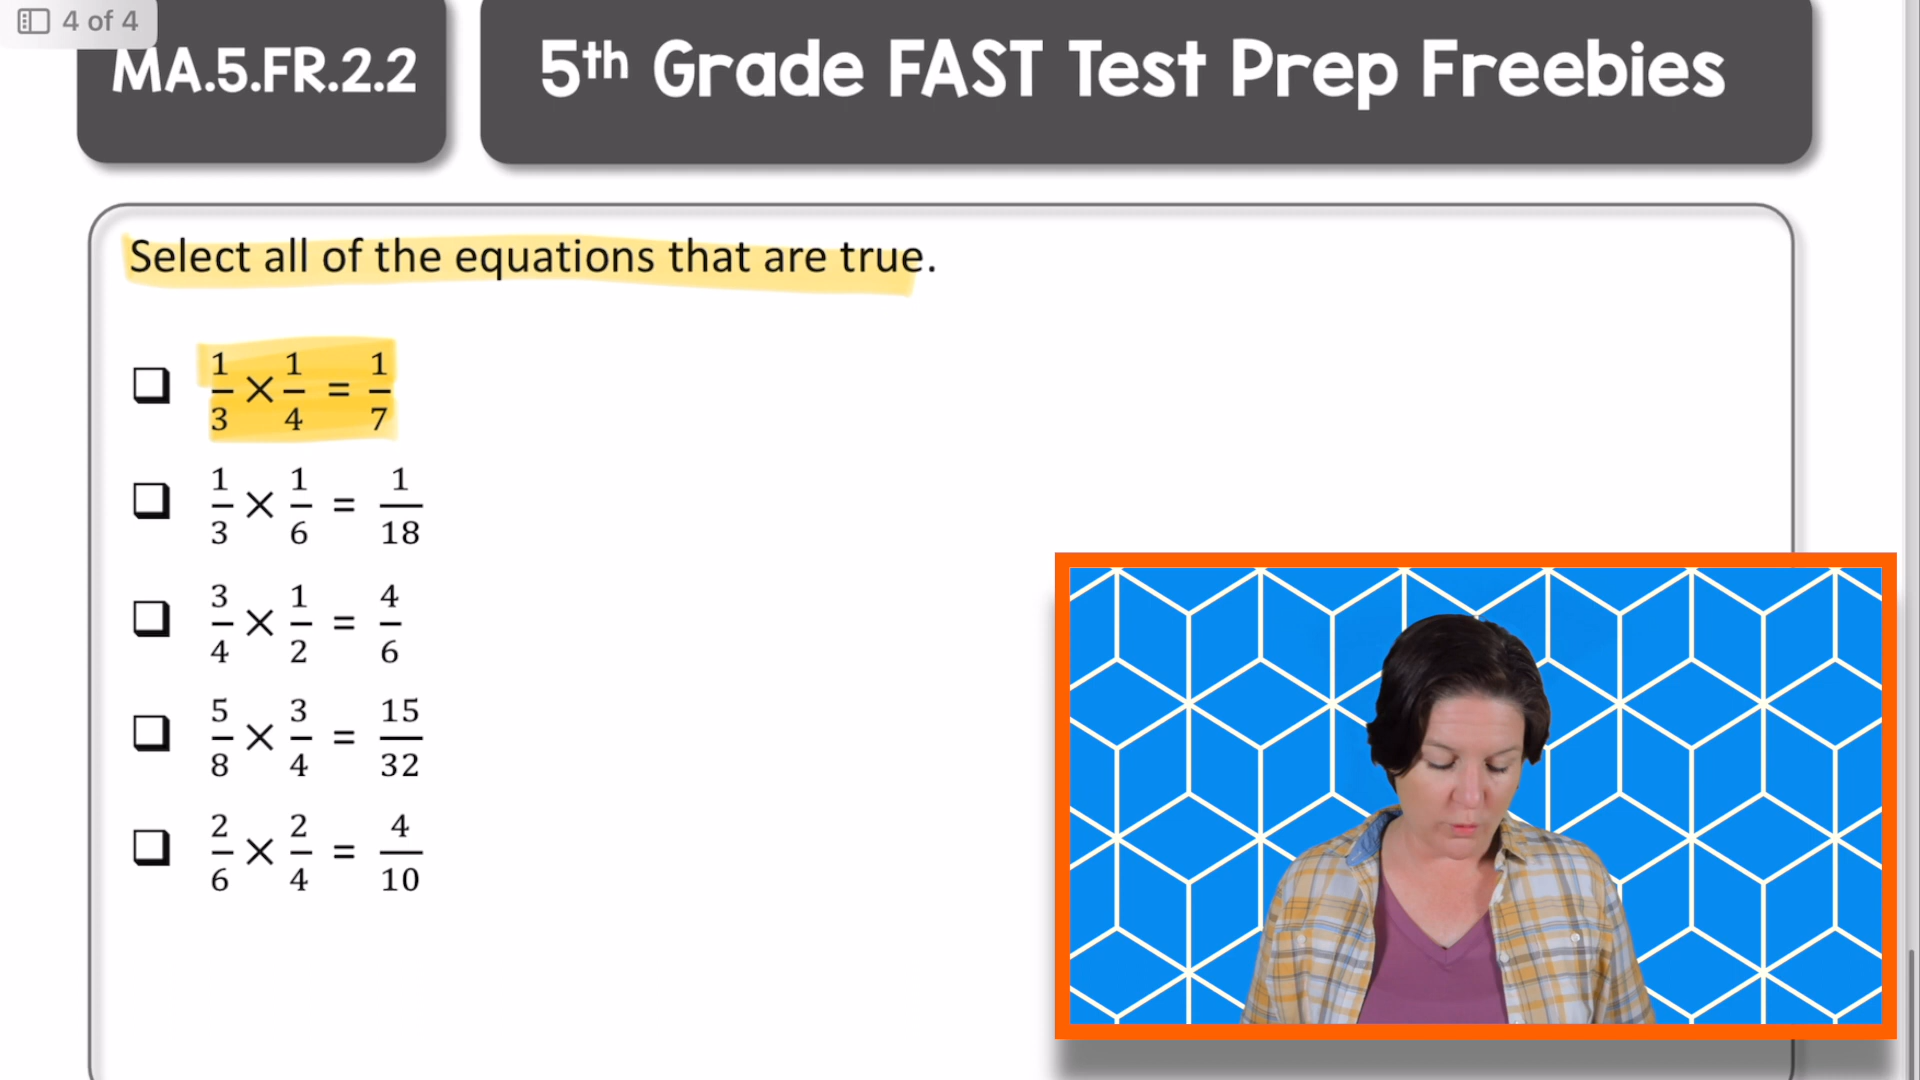 4 of 4
MA.5.FR.2.2
5th Grade FAST Test Prep Freebies
Select all of the equations that are true.
❏ 1/3 × 1/4 = 1/7
❏ 1/3 × 1/6 = 1/18
❏ 3/4 × 1/2 = 4/6
❏ 5/8 × 3/4 = 15/32
❏ 2/6 × 2/4 = 4/10